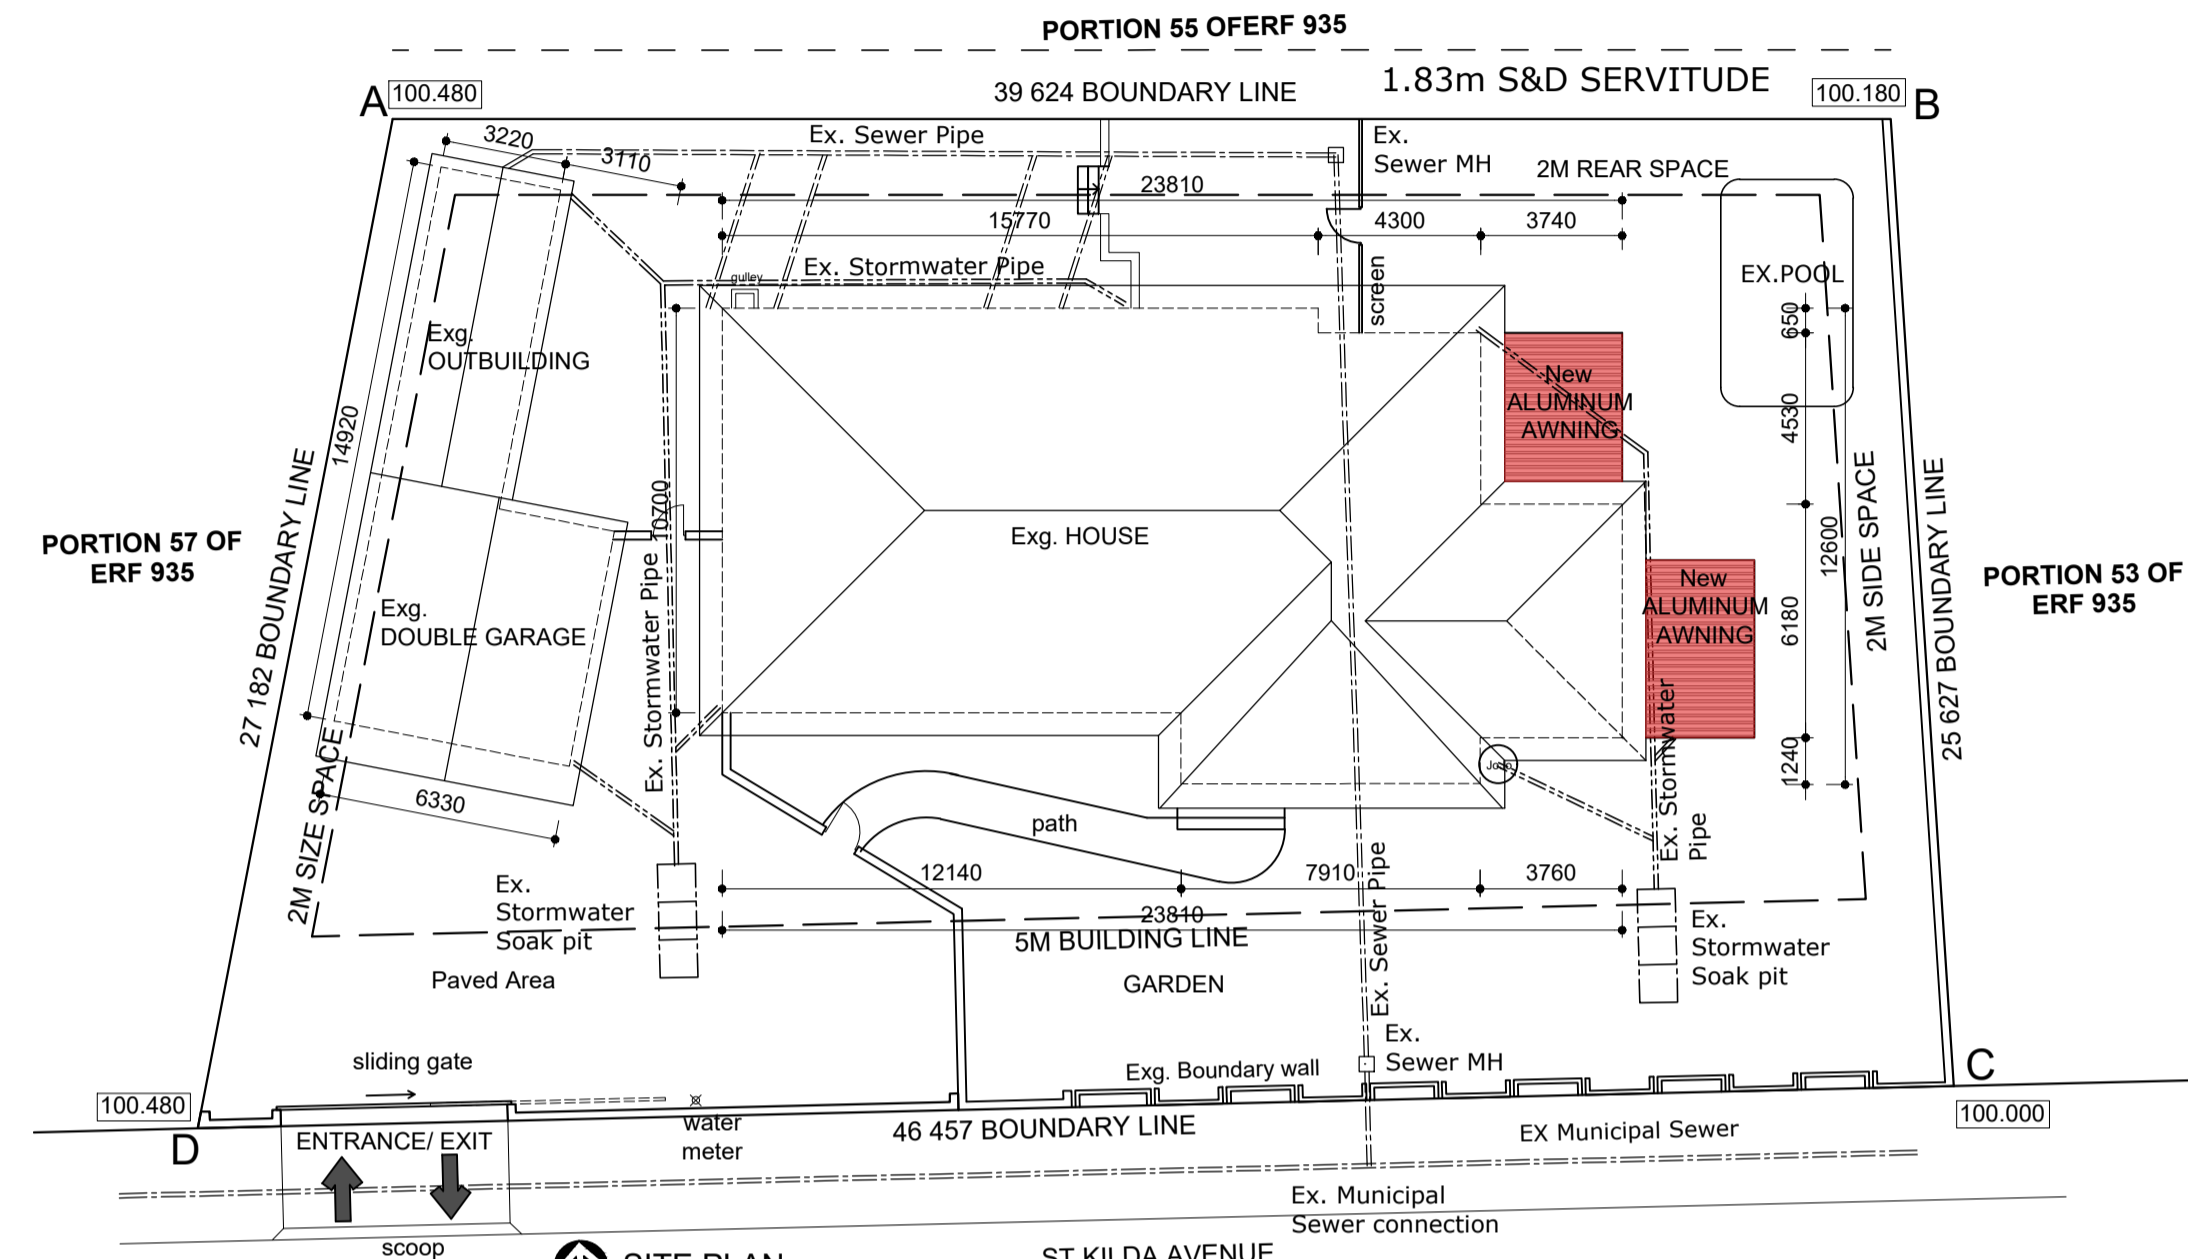 PORTION 55 OFERF 935
1.83m S&D SERVITUDE
A
100.480
39 624 BOUNDARY LINE
100.180
B
3220
3110
Ex. Sewer Pipe
Ex.
Sewer MH
2M REAR SPACE
23810
15770
4300
3740
gulley
Ex. Stormwater Pipe
screen
EX.POOL
650
Exg.
OUTBUILDING
New
ALUMINUM
AWNING
4530
14920
27 182 BOUNDARY LINE
PORTION 57 OF
ERF 935
10700
Exg. HOUSE
12600
2M SIDE SPACE
25 627 BOUNDARY LINE
PORTION 53 OF
ERF 935
Exg.
DOUBLE GARAGE
Ex. Stormwater Pipe
New
ALUMINUM
AWNING
6180
1240
JoJo
Ex. Stormwater
Pipe
2M SIZE SPACE
6330
path
12140
7910
3760
Ex.
Stormwater
Soak pit
23810
5M BUILDING LINE
Ex. Sewer Pipe
Ex.
Stormwater
Soak pit
Paved Area
GARDEN
sliding gate
Exg. Boundary wall
Ex.
Sewer MH
C
100.480
100.000
D
ENTRANCE/ EXIT
water
meter
46 457 BOUNDARY LINE
EX Municipal Sewer
Ex. Municipal
Sewer connection
scoop
SITE PLAN
ST KILDA AVENUE